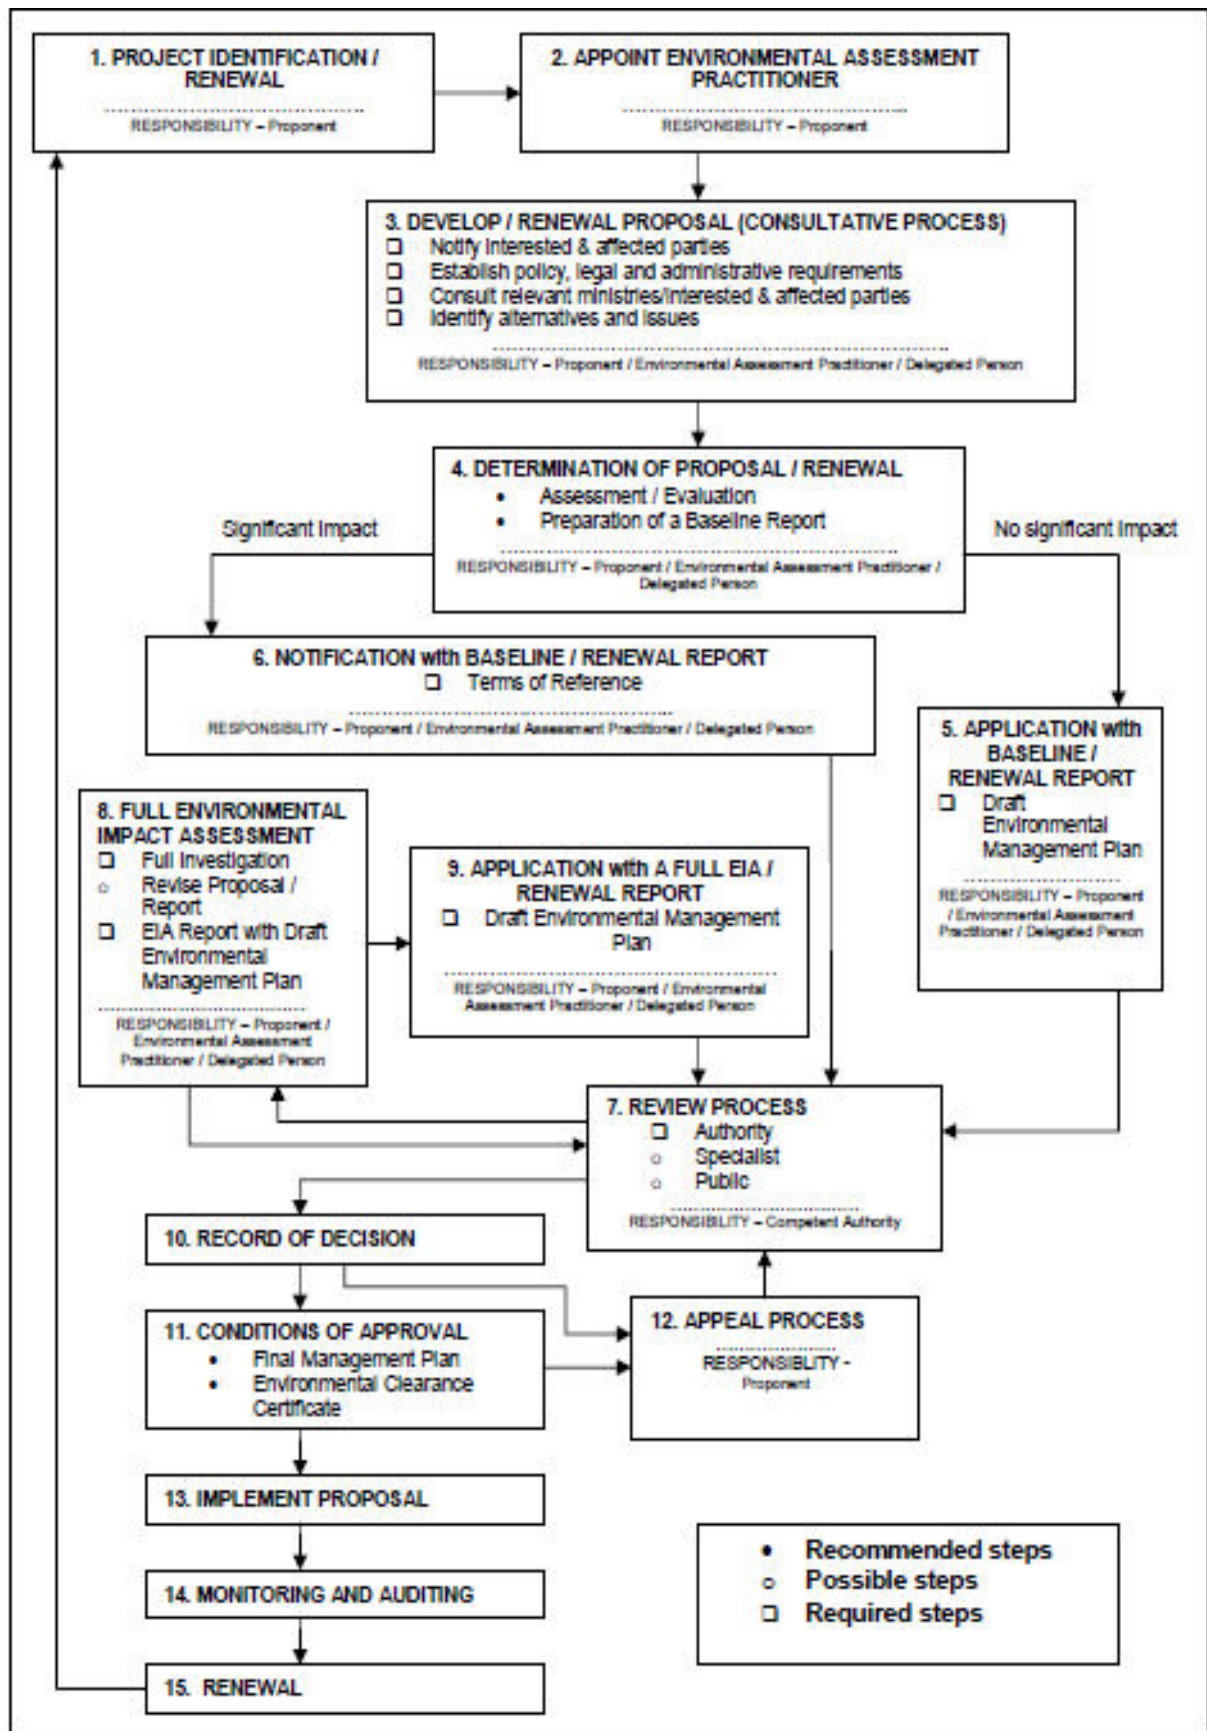 1. PROJECT IDENTIFICATION /
RENEWAL
RESPONSIBILITY – Proponent
2. APPOINT ENVIRONMENTAL ASSESSMENT
PRACTITIONER
RESPONSIBILITY – Proponent
3. DEVELOP / RENEWAL PROPOSAL (CONSULTATIVE PROCESS)
❑ Notify interested & affected parties
❑ Establish policy, legal and administrative requirements
❑ Consult relevant ministries/interested & affected parties
❑ Identify alternatives and issues
RESPONSIBILITY – Proponent / Environmental Assessment Practitioner / Delegated Person
4. DETERMINATION OF PROPOSAL / RENEWAL
• Assessment / Evaluation
• Preparation of a Baseline Report
RESPONSIBILITY – Proponent / Environmental Assessment Practitioner /
Delegated Person
Significant Impact
No significant Impact
6. NOTIFICATION with BASELINE / RENEWAL REPORT
❑ Terms of Reference
RESPONSIBILITY – Proponent / Environmental Assessment Practitioner / Delegated Person
5. APPLICATION with
BASELINE /
RENEWAL REPORT
❑ Draft
Environmental
Management Plan
RESPONSIBILITY – Proponent
/ Environmental Assessment
Practitioner / Delegated Person
8. FULL ENVIRONMENTAL
IMPACT ASSESSMENT
❑ Full Investigation
○ Revise Proposal /
Report
❑ EIA Report with Draft
Environmental
Management Plan
RESPONSIBILITY – Proponent /
Environmental Assessment
Practitioner / Delegated Person
9. APPLICATION with A FULL EIA /
RENEWAL REPORT
❑ Draft Environmental Management
Plan
RESPONSIBILITY – Proponent / Environmental
Assessment Practitioner / Delegated Person
7. REVIEW PROCESS
❑ Authority
○ Specialist
○ Public
RESPONSIBILITY – Competent Authority
10. RECORD OF DECISION
11. CONDITIONS OF APPROVAL
• Final Management Plan
• Environmental Clearance
Certificate
12. APPEAL PROCESS
RESPONSIBLITY -
Proponent
13. IMPLEMENT PROPOSAL
14. MONITORING AND AUDITING
15. RENEWAL
• Recommended steps
○ Possible steps
❑ Required steps